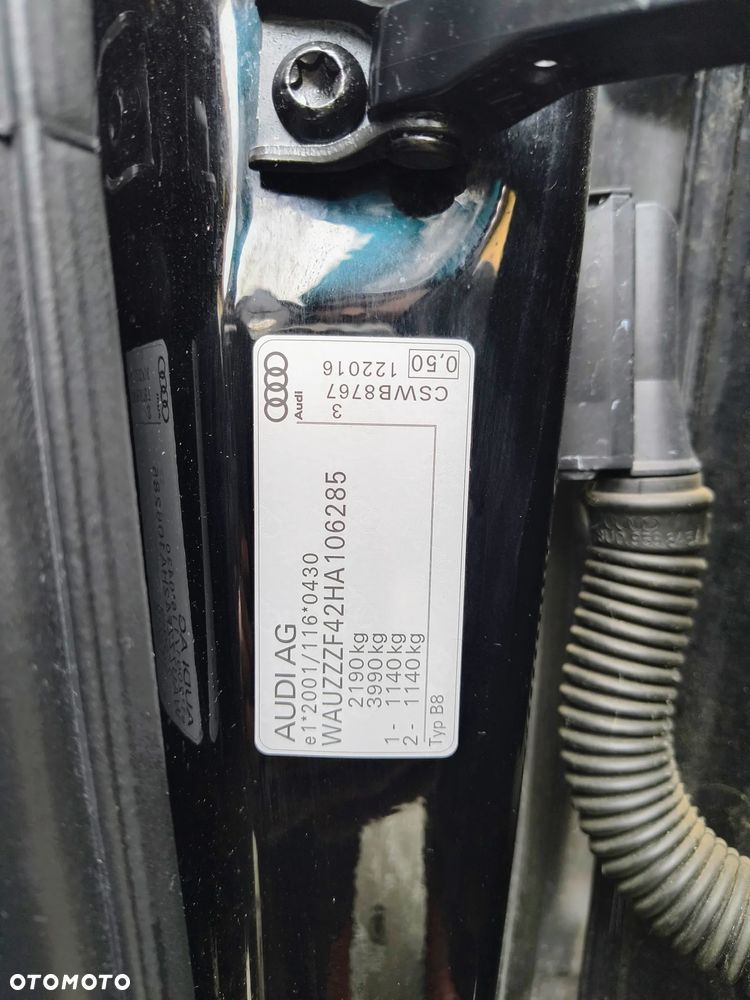 AUDI AG
e1*2001/116*0430
WAUZZZF42HA106285
2190kg
3990kg
1 - 1140kg
2 - 1140kg
Typ B8
Audi
3
CSWB8767
122016
0,50
OTOMOTO